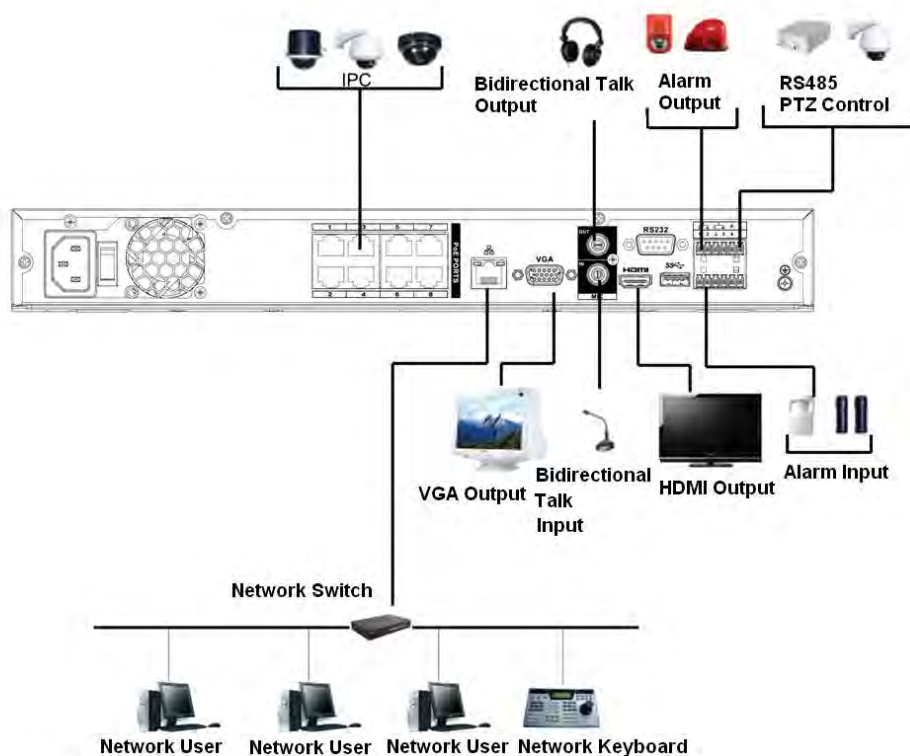 IPC
Bidirectional Talk
Output
Alarm
Output
RS485
PTZ Control
1 3 5 7
PoE PORTS
2 4 6 8
VGA
OUT
IN
RS232
HDMI
VGA Output
Bidirectional
Talk
Input
HDMI Output
Alarm Input
Network Switch
Network User
Network User
Network User
Network Keyboard